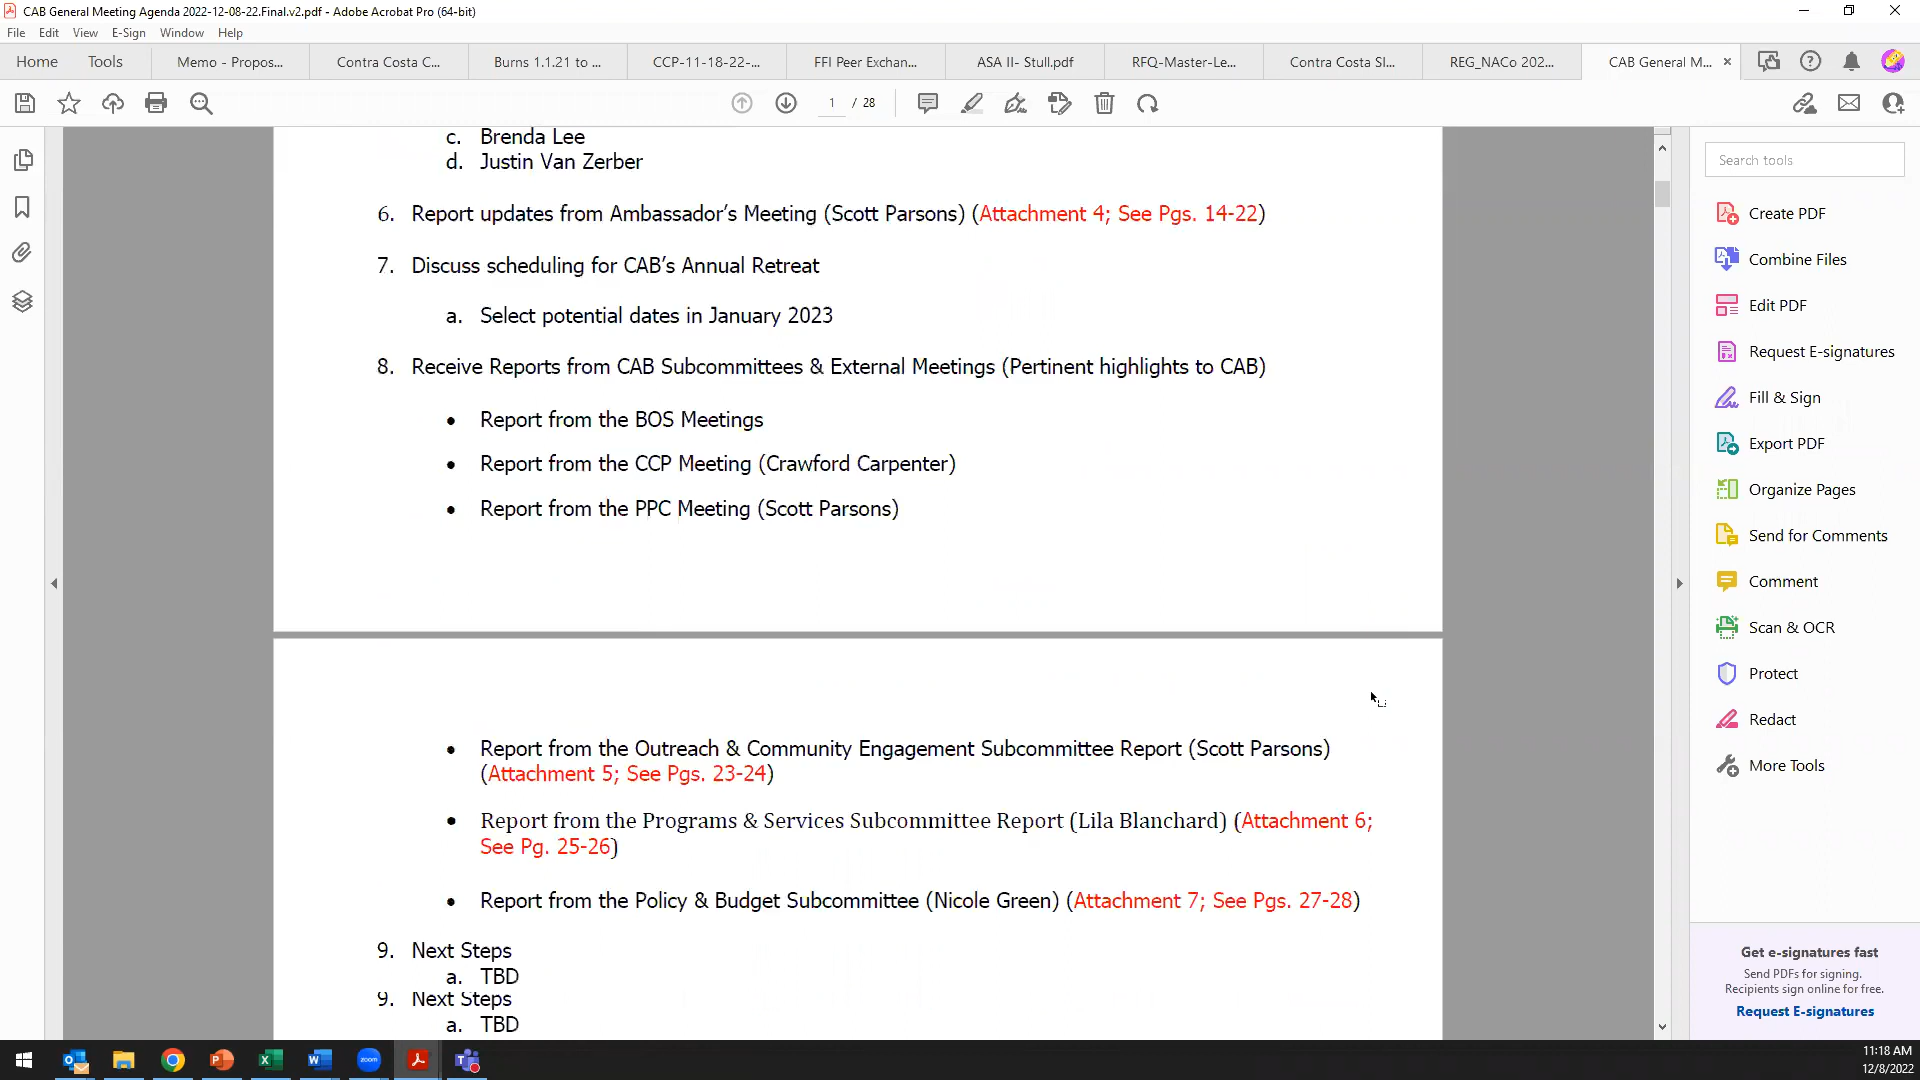 CAB General Meeting Agenda 2022-12-08-22.Final.v2.pdf - Adobe Acrobat Pro (64-bit)
File Edit View E-Sign Window Help
Home Tools Memo - Propos... Contra Costa C... Burns 1.1.21 to ... CCP-11-18-22-... FFI Peer Exchan... ASA II- Stull.pdf RFQ-Master-Le... Contra Costa Sl... REG_NACo 202... CAB General M... ×
1 / 28
c. Brenda Lee
d. Justin Van Zerber
6. Report updates from Ambassador's Meeting (Scott Parsons) (Attachment 4; See Pgs. 14-22)
7. Discuss scheduling for CAB's Annual Retreat
a. Select potential dates in January 2023
8. Receive Reports from CAB Subcommittees & External Meetings (Pertinent highlights to CAB)
• Report from the BOS Meetings
• Report from the CCP Meeting (Crawford Carpenter)
• Report from the PPC Meeting (Scott Parsons)
• Report from the Outreach & Community Engagement Subcommittee Report (Scott Parsons)
(Attachment 5; See Pgs. 23-24)
• Report from the Programs & Services Subcommittee Report (Lila Blanchard) (Attachment 6;
See Pg. 25-26)
• Report from the Policy & Budget Subcommittee (Nicole Green) (Attachment 7; See Pgs. 27-28)
9. Next Steps
a. TBD
9. Next Steps
a. TBD
Search tools
Create PDF
Combine Files
Edit PDF
Request E-signatures
Fill & Sign
Export PDF
Organize Pages
Send for Comments
Comment
Scan & OCR
Protect
Redact
More Tools
Get e-signatures fast
Send PDFs for signing.
Recipients sign online for free.
Request E-signatures
zoom
11:18 AM
12/8/2022